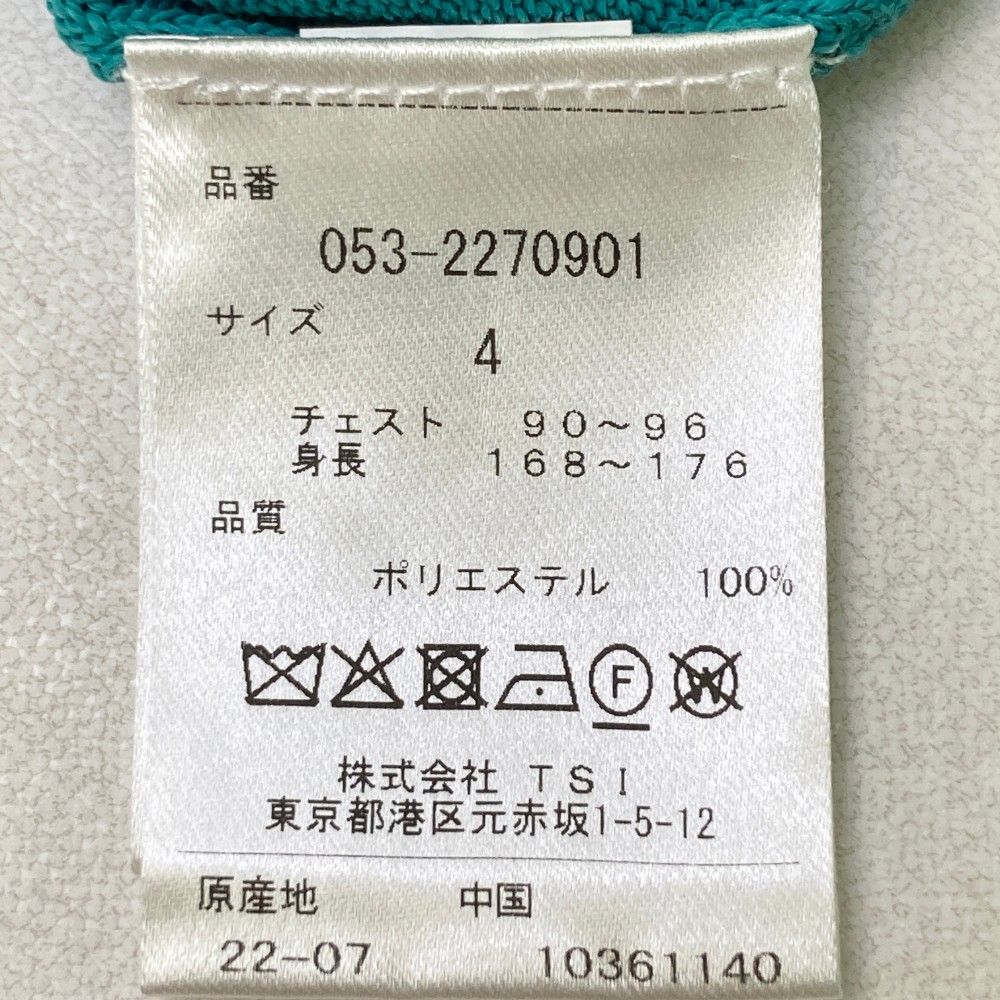 品番
053-2270901
サイズ
4
チェスト 90～96
身長 168～176
品質
ポリエステル 100%
F W
株式会社 TSI
東京都港区元赤坂1-5-12
原産地 中国
22-07 10361140